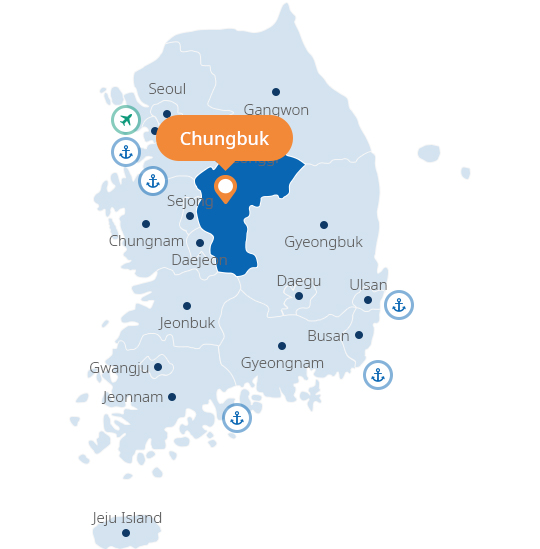 Seoul
Gangwon
Chungbuk
Sejong
Chungnam
Gyeongbuk
Daejeon
Daegu
Ulsan
Jeonbuk
Busan
Gyeongnam
Gwangju
Jeonnam
Jeju Island